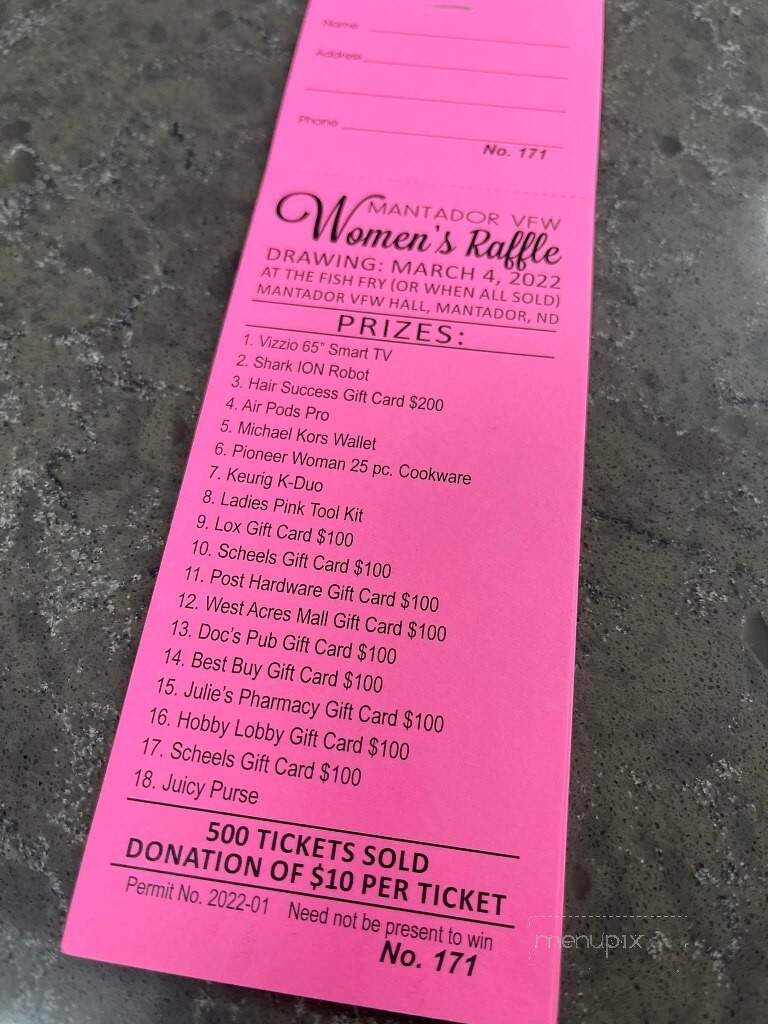 Name
Address
Phone
No. 171
MANTADOR VFW
Women's Raffle
DRAWING: MARCH 4, 2022
AT THE FISH FRY (OR WHEN ALL SOLD)
MANTADOR VFW HALL, MANTADOR, ND
PRIZES:
1. Vizzio 65" Smart TV
2. Shark ION Robot
3. Hair Success Gift Card $200
4. Air Pods Pro
5. Michael Kors Wallet
6. Pioneer Woman 25 pc. Cookware
7. Keurig K-Duo
8. Ladies Pink Tool Kit
9. Lox Gift Card $100
10. Scheels Gift Card $100
11. Post Hardware Gift Card $100
12. West Acres Mall Gift Card $100
13. Doc's Pub Gift Card $100
14. Best Buy Gift Card $100
15. Julie's Pharmacy Gift Card $100
16. Hobby Lobby Gift Card $100
17. Scheels Gift Card $100
18. Juicy Purse
500 TICKETS SOLD
DONATION OF $10 PER TICKET
Permit No. 2022-01 Need not be present to win
No. 171
menupix